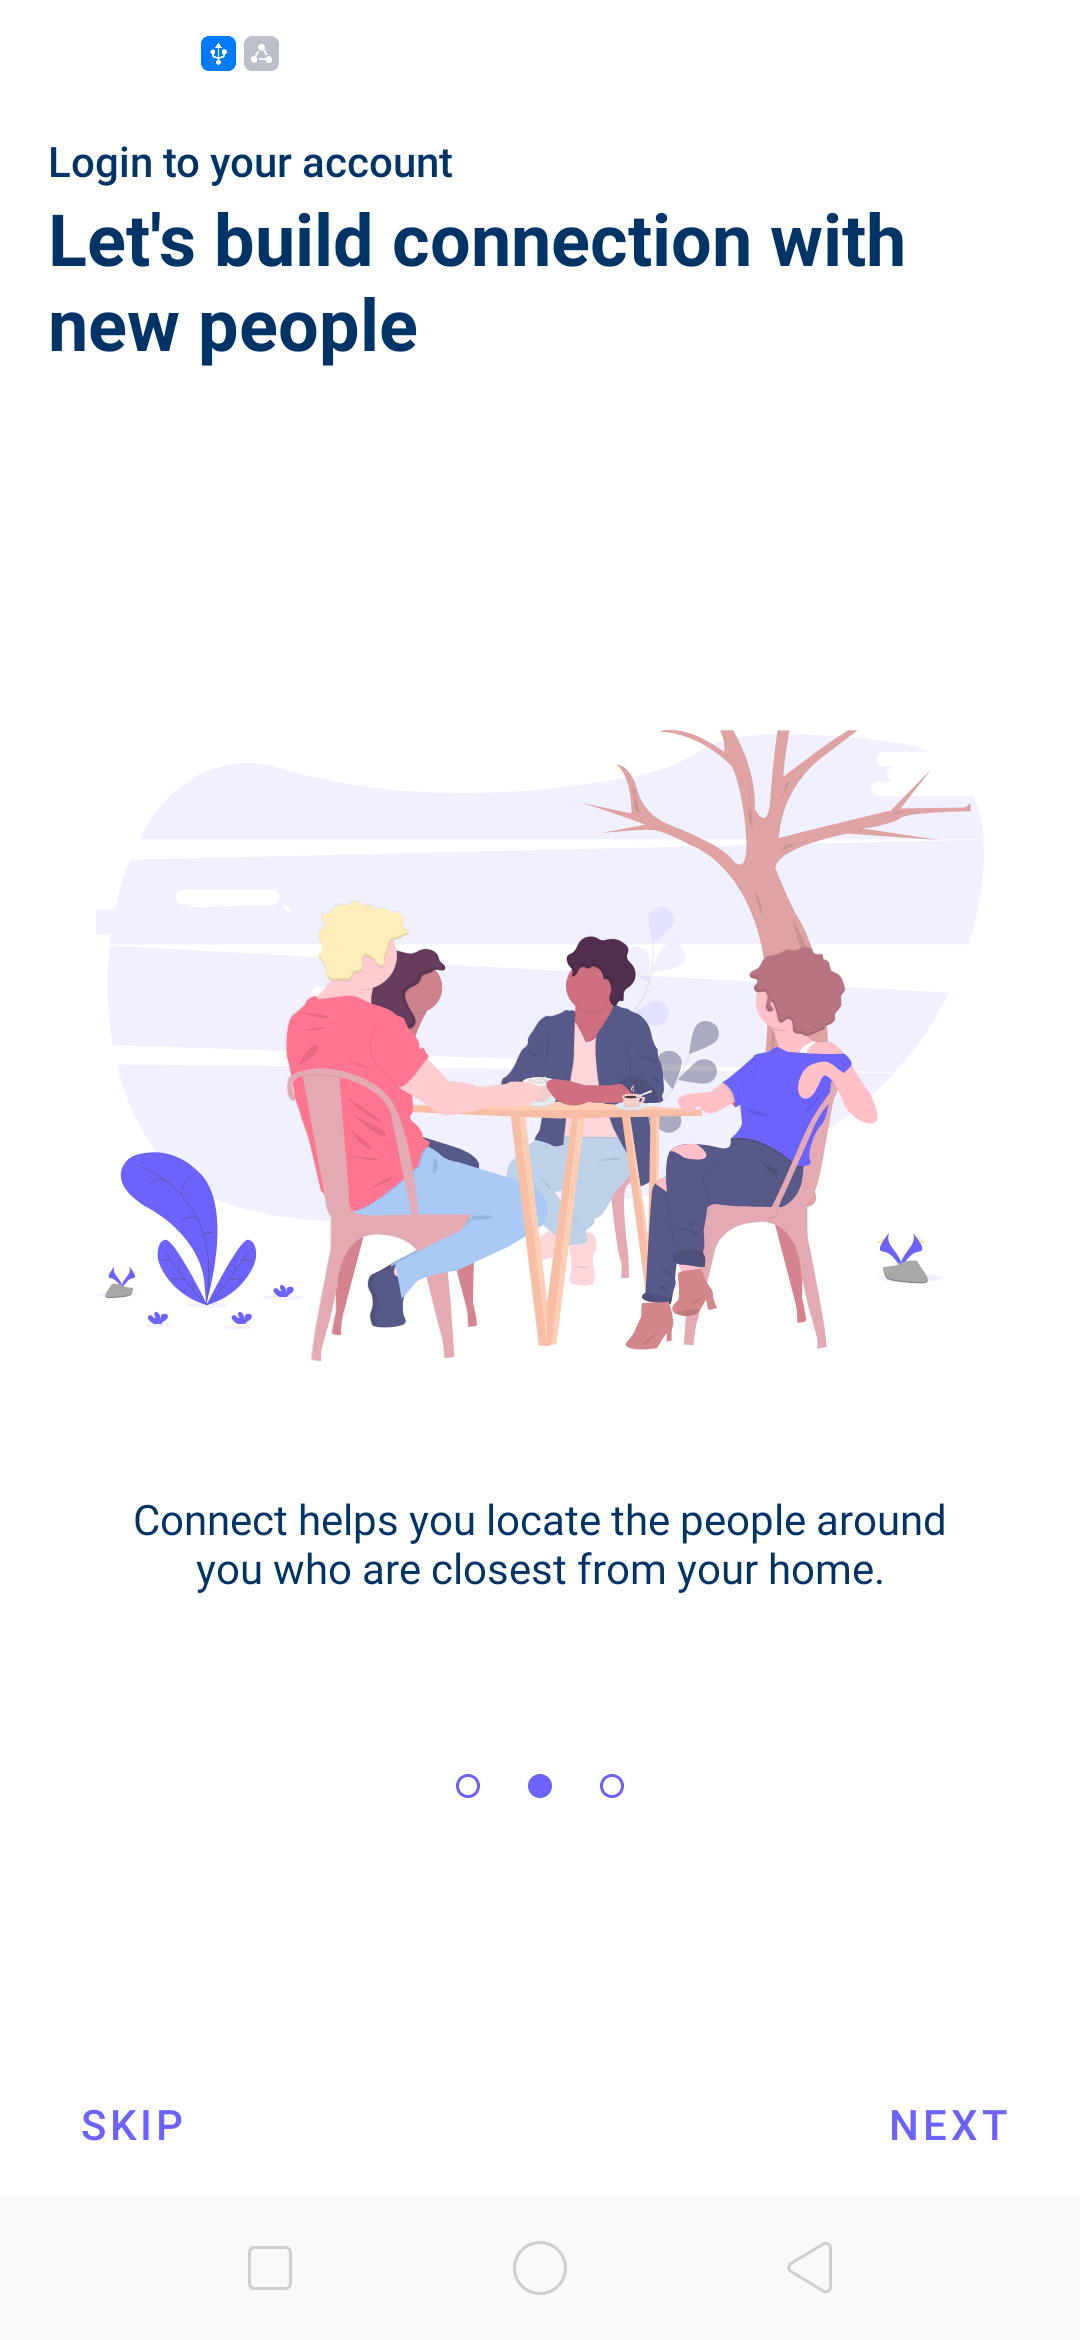 Login to your account
Let's build connection with
new people
Connect helps you locate the people around
you who are closest from your home.
SKIP
NEXT